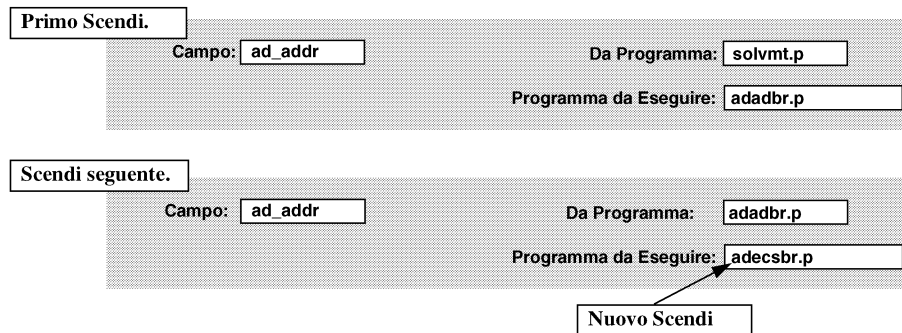 Primo Scendi.
Campo: ad_addr Da Programma: solvmt.p
Programma da Eseguire: adadbr.p
Scendi seguente.
Campo: ad_addr Da Programma: adadbr.p
Programma da Eseguire: adecsbr.p
Nuovo Scendi